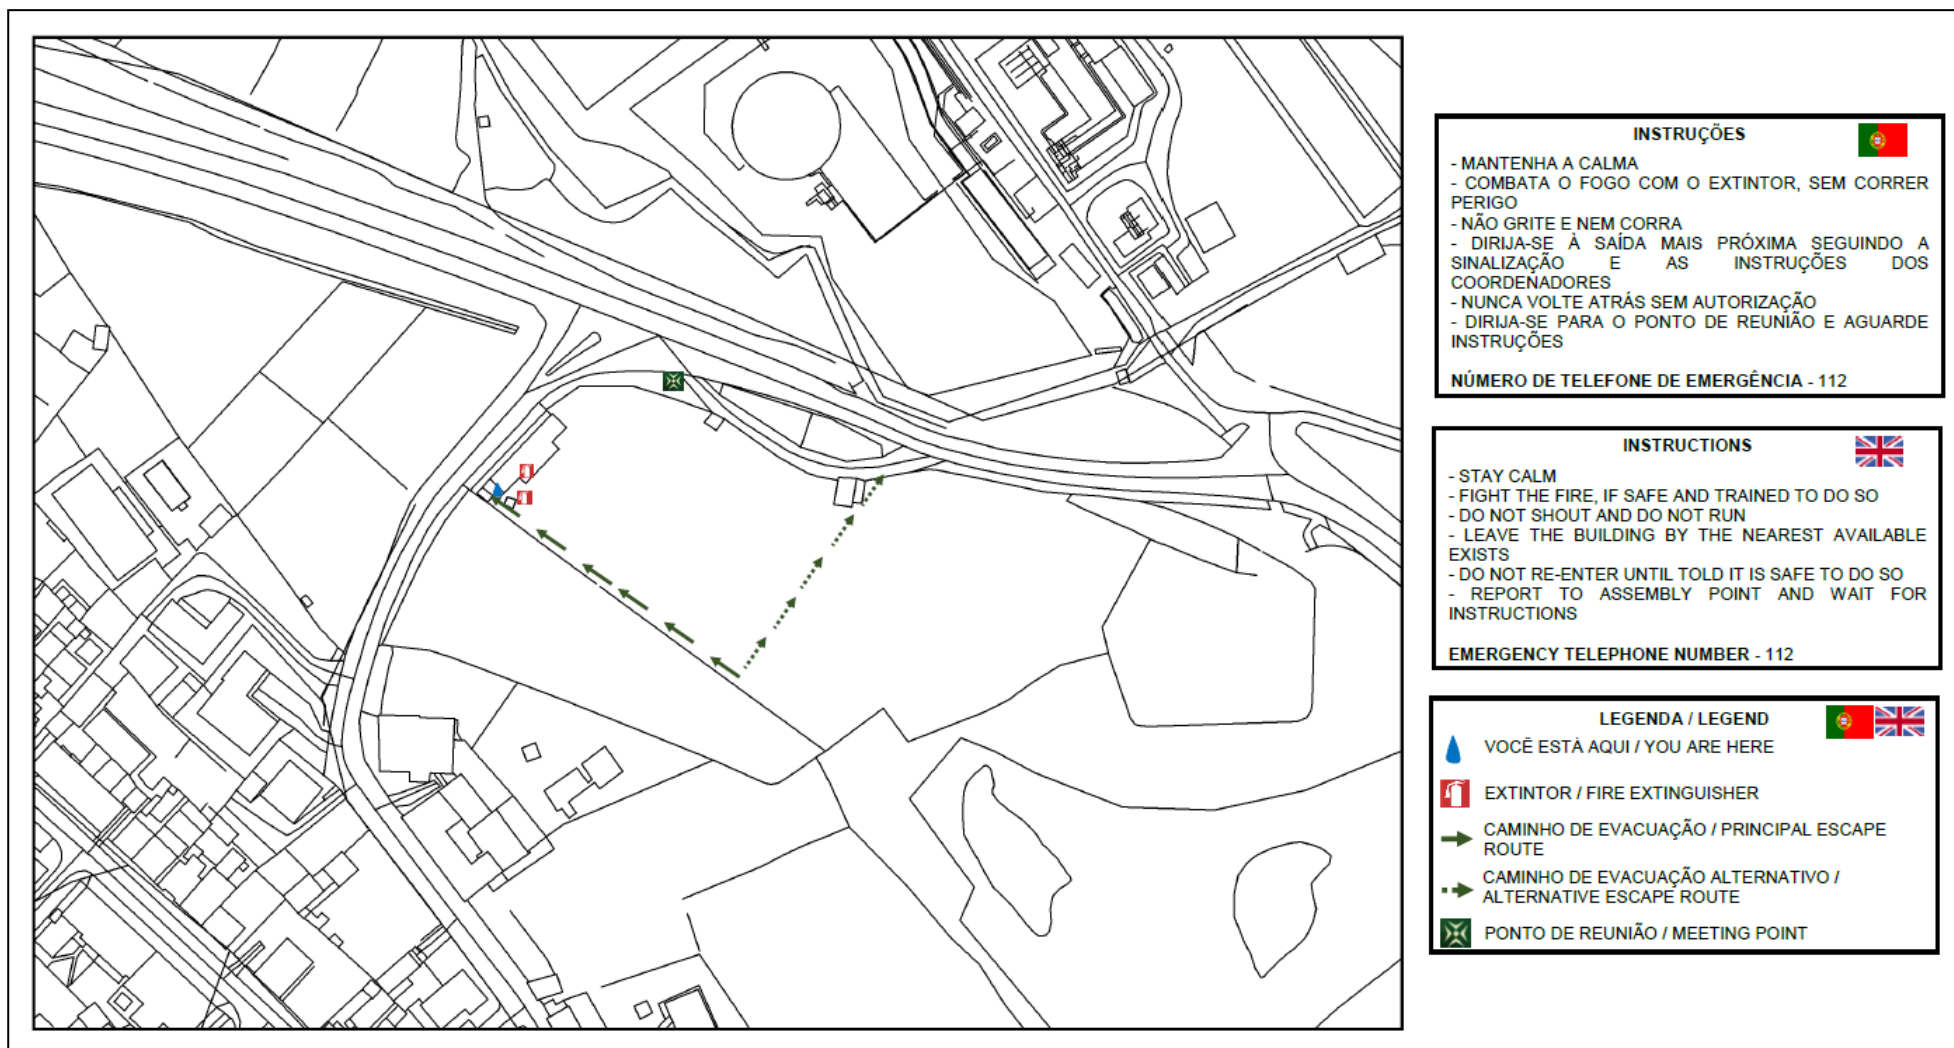 INSTRUÇÕES
- MANTENHA A CALMA
- COMBATA O FOGO COM O EXTINTOR, SEM CORRER
PERIGO
- NÃO GRITE E NEM CORRA
- DIRIJA-SE À SAÍDA MAIS PRÓXIMA SEGUINDO A
SINALIZAÇÃO E AS INSTRUÇÕES DOS
COORDENADORES
- NUNCA VOLTE ATRÁS SEM AUTORIZAÇÃO
- DIRIJA-SE PARA O PONTO DE REUNIÃO E AGUARDE
INSTRUÇÕES
NÚMERO DE TELEFONE DE EMERGÊNCIA - 112
INSTRUCTIONS
- STAY CALM
- FIGHT THE FIRE, IF SAFE AND TRAINED TO DO SO
- DO NOT SHOUT AND DO NOT RUN
- LEAVE THE BUILDING BY THE NEAREST AVAILABLE
EXISTS
- DO NOT RE-ENTER UNTIL TOLD IT IS SAFE TO DO SO
- REPORT TO ASSEMBLY POINT AND WAIT FOR
INSTRUCTIONS
EMERGENCY TELEPHONE NUMBER - 112
LEGENDA / LEGEND
VOCÊ ESTÁ AQUI / YOU ARE HERE
EXTINTOR / FIRE EXTINGUISHER
CAMINHO DE EVACUAÇÃO / PRINCIPAL ESCAPE
ROUTE
CAMINHO DE EVACUAÇÃO ALTERNATIVO /
ALTERNATIVE ESCAPE ROUTE
PONTO DE REUNIÃO / MEETING POINT